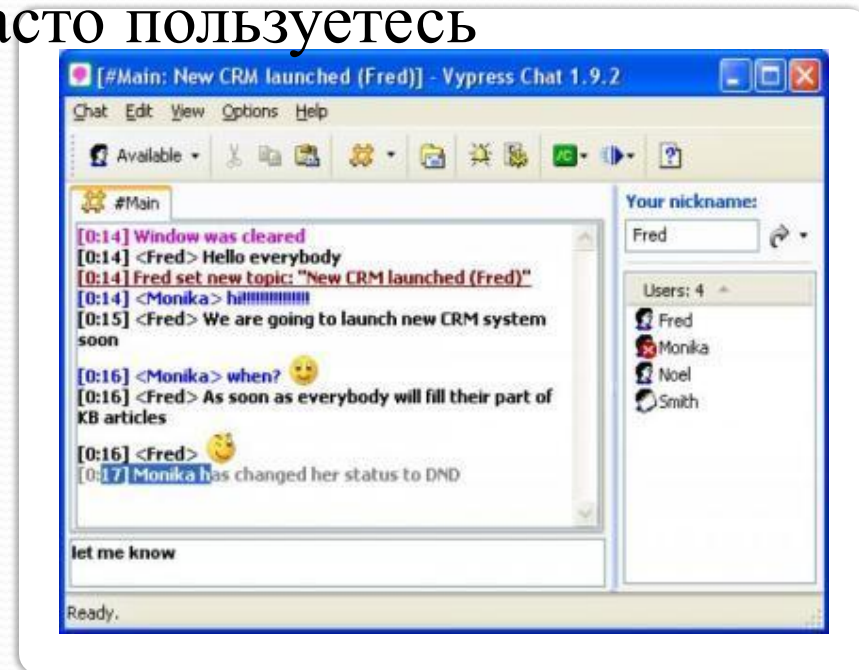 асто пользуетесь
[#Main: New CRM launched (Fred)] - Vypress Chat 1.9.2
Chat Edit View Options Help
Available
#Main
Your nickname:
[0:14] Window was cleared
Fred
[0:14] <Fred> Hello everybody
[0:14] Fred set new topic: "New CRM launched (Fred)"
Users: 4
[0:14] <Monika> hi!!!!!!!!!!!!!!!
Fred
[0:15] <Fred> We are going to launch new CRM system
soon
Monika
Noel
[0:16] <Monika> when?
Smith
[0:16] <Fred> As soon as everybody will fill their part of
KB articles
[0:16] <Fred>
[0:17] Monika has changed her status to DND
let me know
Ready.